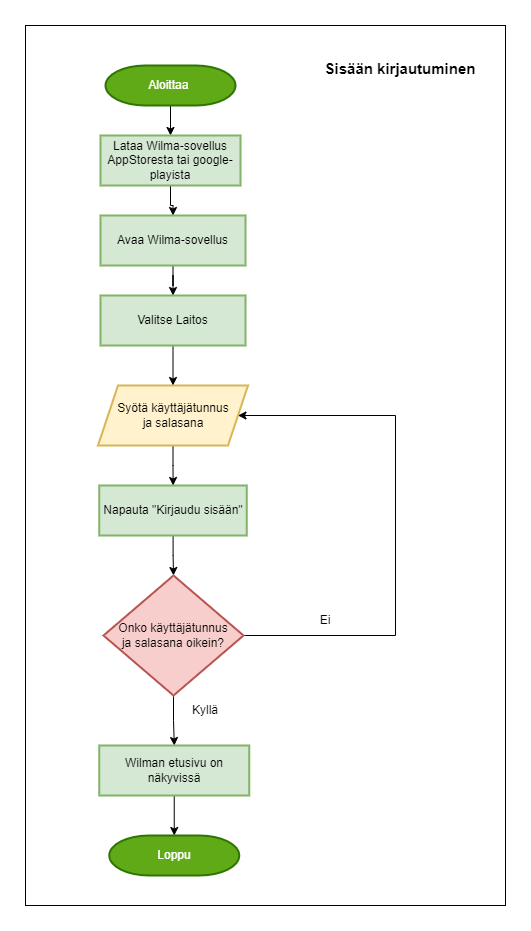 Sisään kirjautuminen
Aloittaa
Lataa Wilma-sovellus
AppStoresta tai google-
playista
Avaa Wilma-sovellus
Valitse Laitos
Syötä käyttäjätunnus
ja salasana
Napauta "Kirjaudu sisään"
Onko käyttäjätunnus
ja salasana oikein?
Ei
Kyllä
Wilman etusivu on
näkyvissä
Loppu